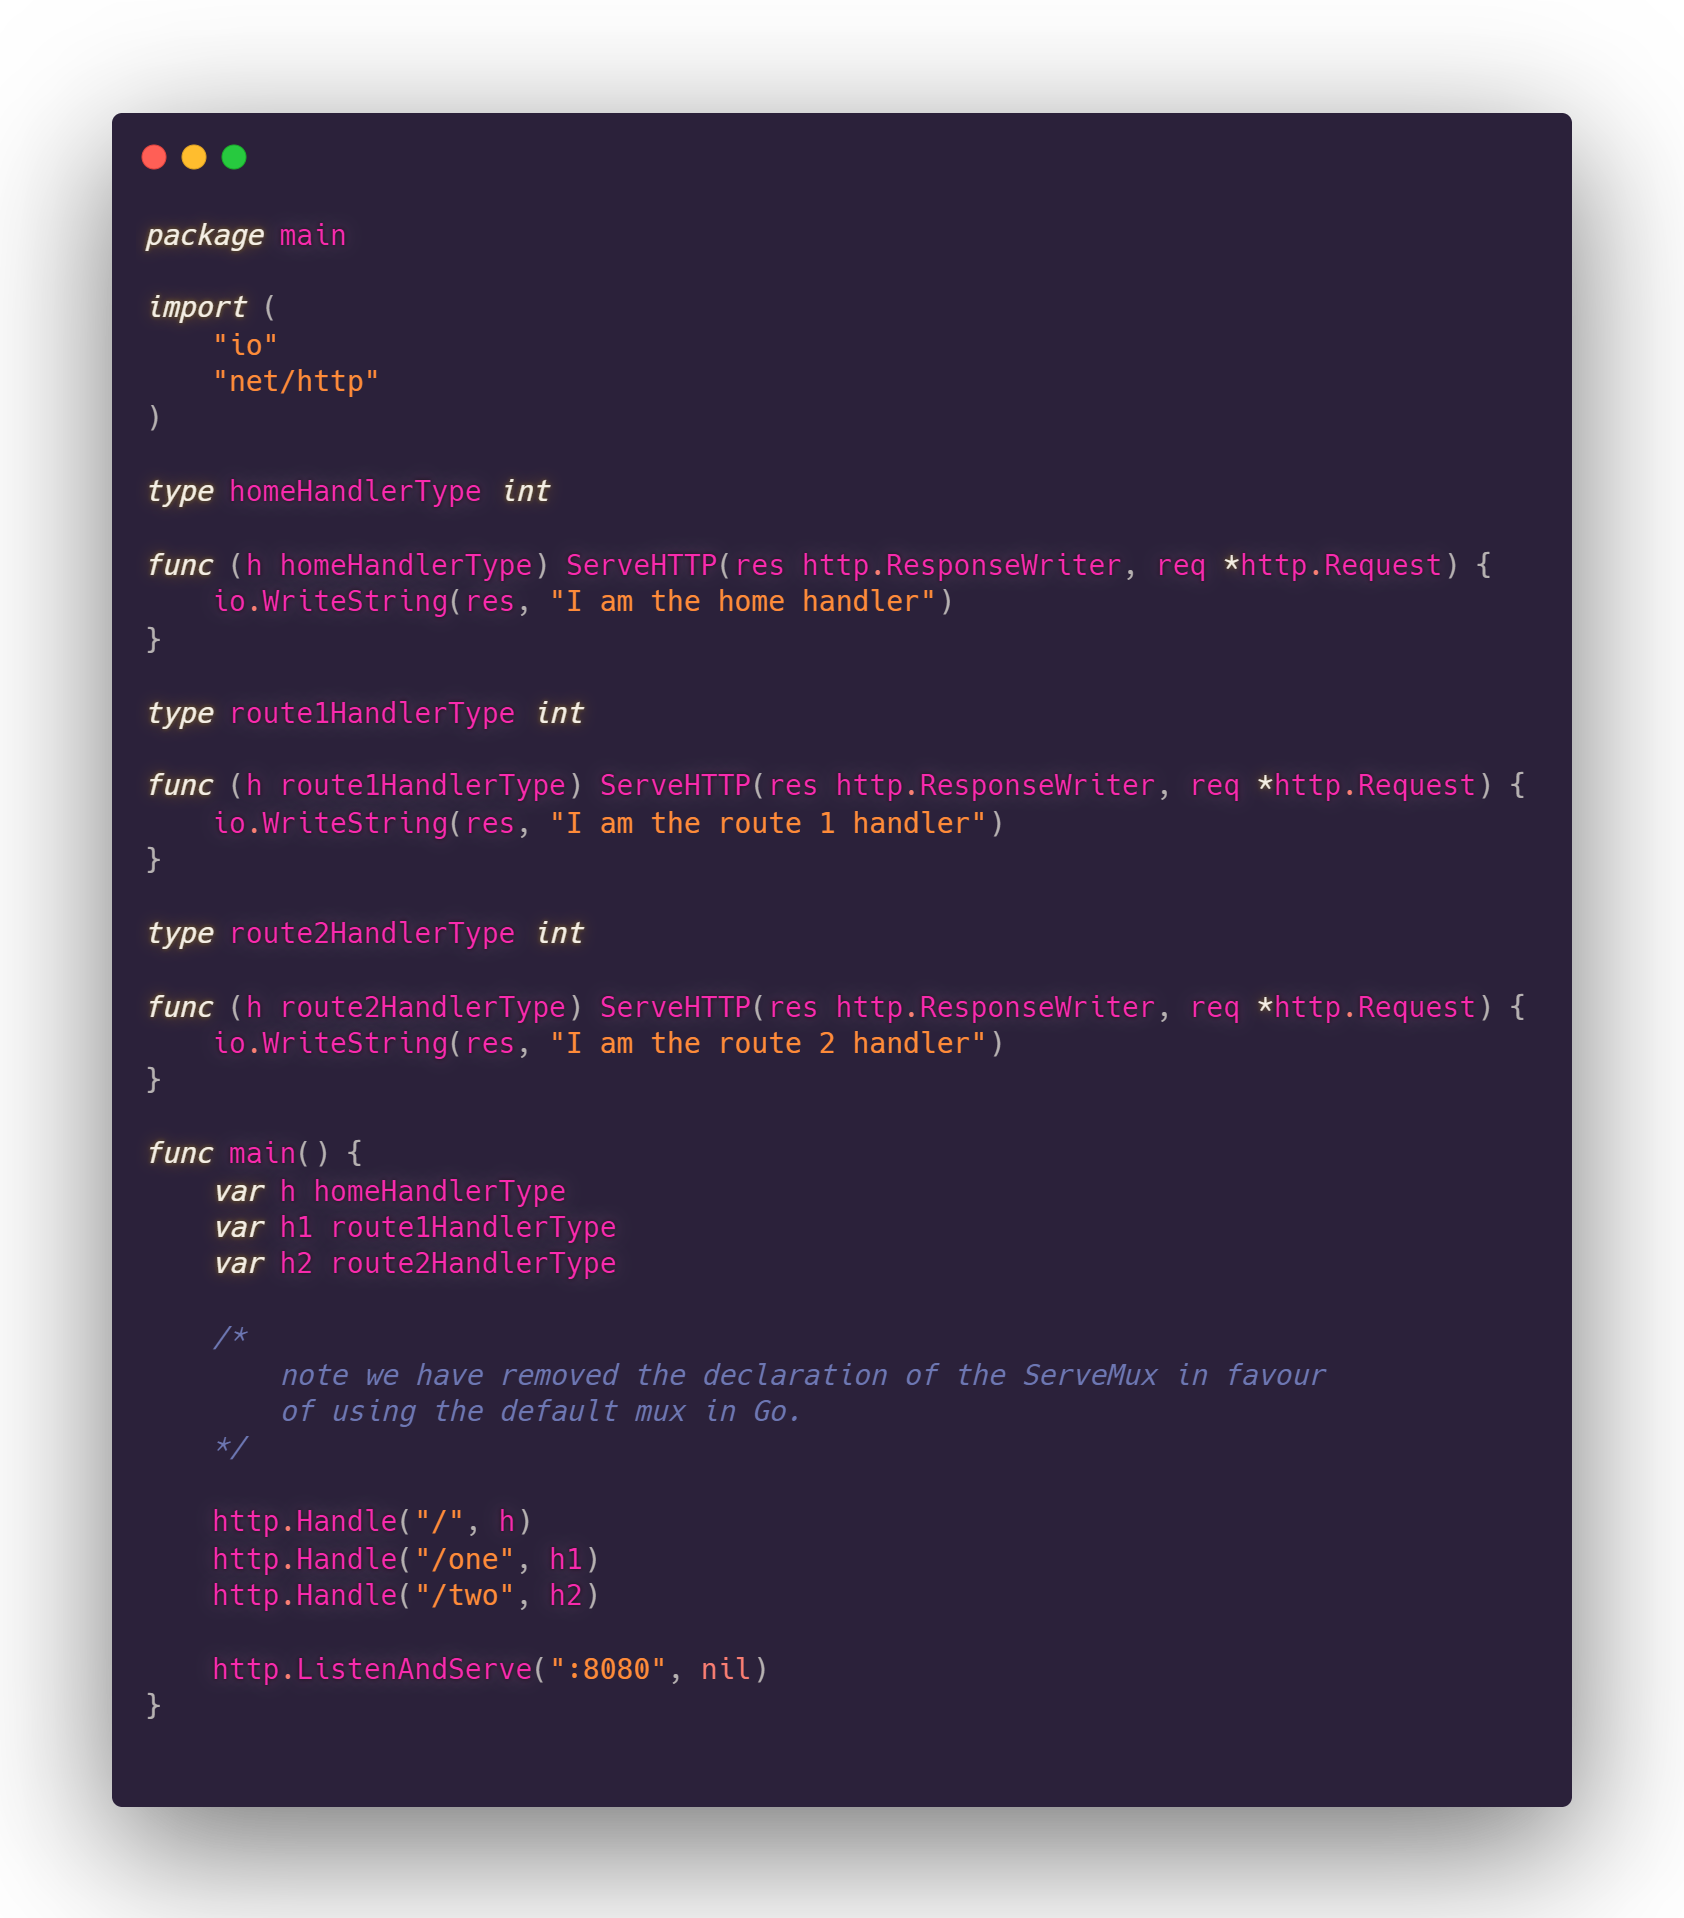 package main

import (
    "io"
    "net/http"
)

type homeHandlerType int

func (h homeHandlerType) ServeHTTP(res http.ResponseWriter, req *http.Request) {
    io.WriteString(res, "I am the home handler")
}

type route1HandlerType int

func (h route1HandlerType) ServeHTTP(res http.ResponseWriter, req *http.Request) {
    io.WriteString(res, "I am the route 1 handler")
}

type route2HandlerType int

func (h route2HandlerType) ServeHTTP(res http.ResponseWriter, req *http.Request) {
    io.WriteString(res, "I am the route 2 handler")
}

func main() {
    var h homeHandlerType
    var h1 route1HandlerType
    var h2 route2HandlerType

    /*
        note we have removed the declaration of the ServeMux in favour
        of using the default mux in Go.
    */

    http.Handle("/", h)
    http.Handle("/one", h1)
    http.Handle("/two", h2)

    http.ListenAndServe(":8080", nil)
}